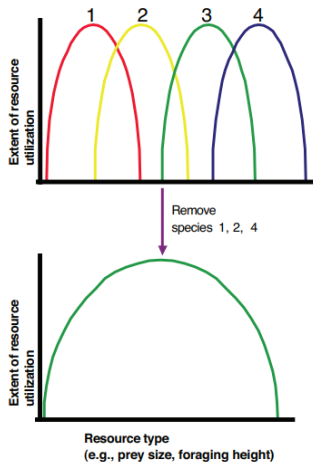 1 2 3 4
Extent of resource
utilization
Remove
species 1, 2, 4
Extent of resource
utilization
Resource type
(e.g., prey size, foraging height)